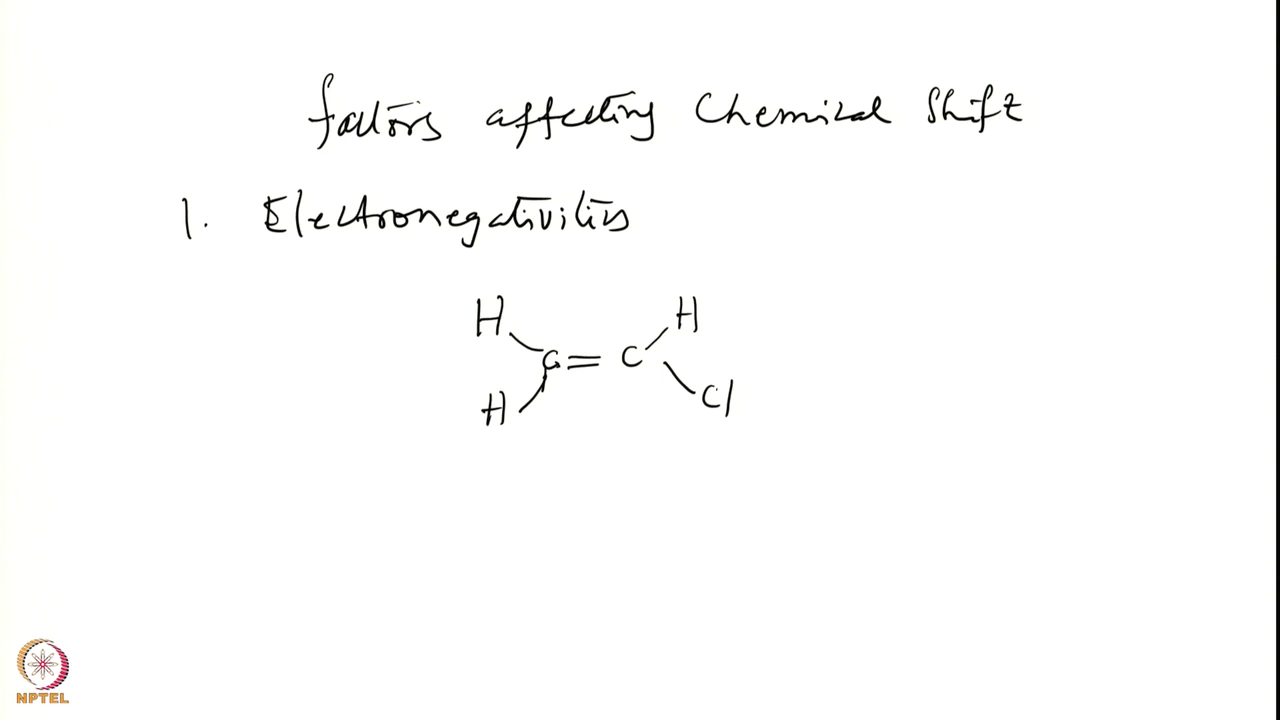 factors affecting Chemical Shift
1. Electronegativities
H H
C = C
H Cl
NPTEL